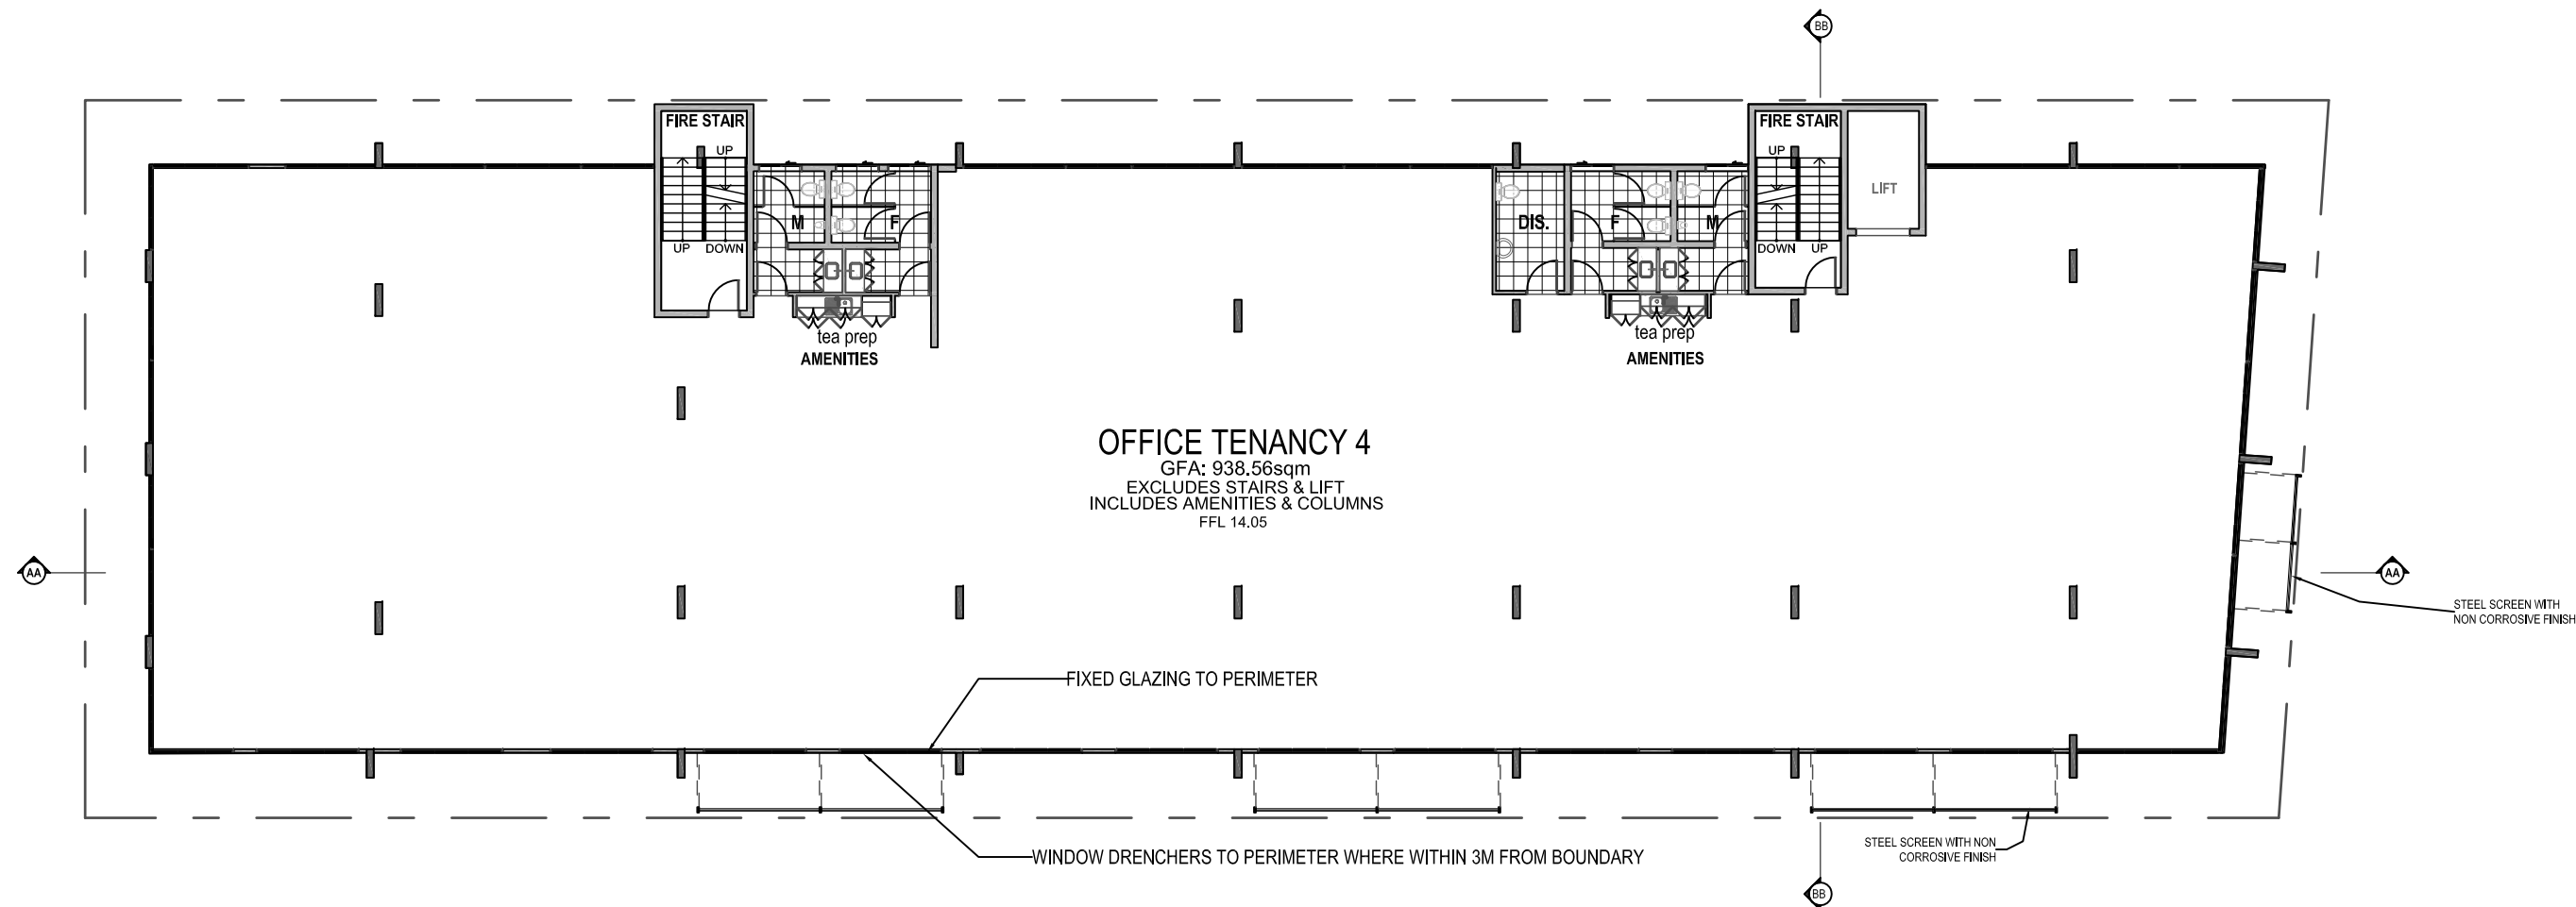 BB
FIRE STAIR
UP
UP DOWN
M
F
tea prep
AMENITIES
DIS.
F
M
tea prep
AMENITIES
FIRE STAIR
UP
DOWN UP
LIFT
OFFICE TENANCY 4
GFA: 938.56sqm
EXCLUDES STAIRS & LIFT
INCLUDES AMENITIES & COLUMNS
FFL 14.05
AA
AA
STEEL SCREEN WITH
NON CORROSIVE FINISH
FIXED GLAZING TO PERIMETER
WINDOW DRENCHERS TO PERIMETER WHERE WITHIN 3M FROM BOUNDARY
STEEL SCREEN WITH NON
CORROSIVE FINISH
BB